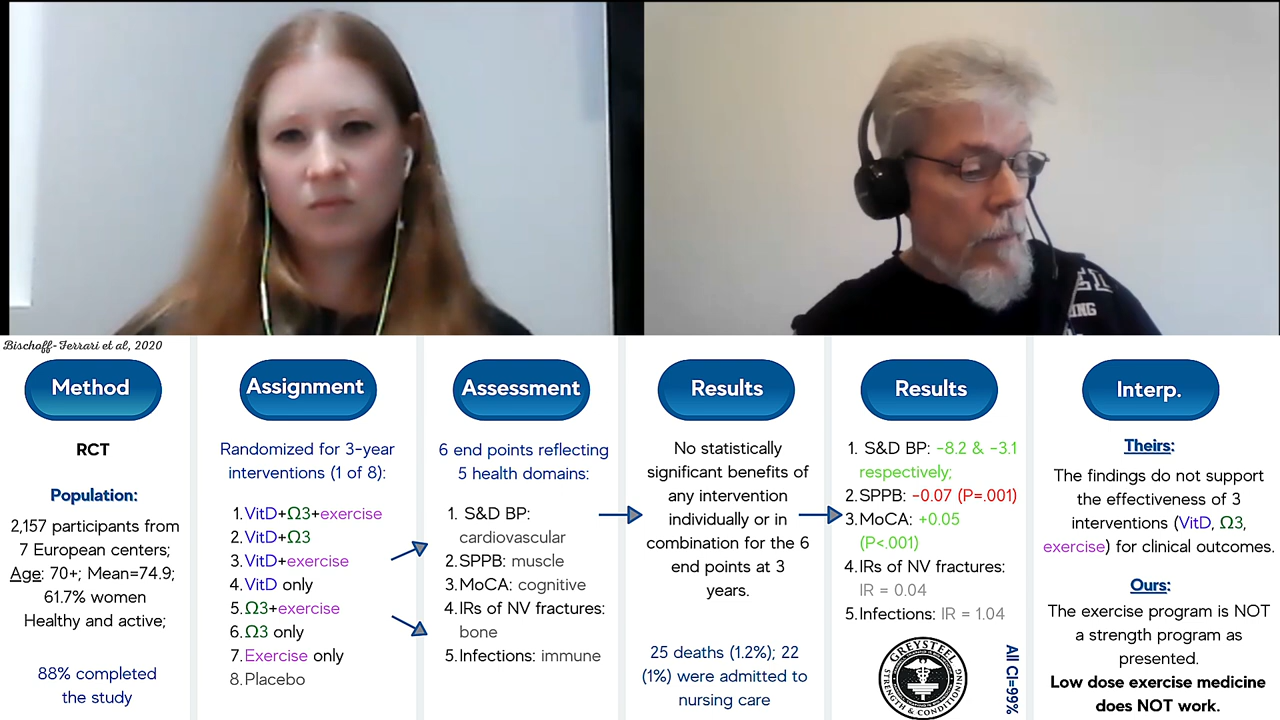 Bischoff-Ferrari et al, 2020
Method
RCT
Population:
2,157 participants from
7 European centers;
Age: 70+; Mean=74.9;
61.7% women
Healthy and active;
88% completed
the study
Assignment
Randomized for 3-year
interventions (1 of 8):
1.VitD+Ω3+exercise
2.VitD+Ω3
3.VitD+exercise
4.VitD only
5.Ω3+exercise
6.Ω3 only
7.Exercise only
8.Placebo
Assessment
6 end points reflecting
5 health domains:
1. S&D BP:
cardiovascular
2.SPPB: muscle
3.MoCA: cognitive
4.IRs of NV fractures:
bone
5.Infections: immune
Results
No statistically
significant benefits of
any intervention
individually or in
combination for the 6
end points at 3
years.
25 deaths (1.2%); 22
(1%) were admitted to
nursing care
Results
1. S&D BP: -8.2 & -3.1
respectively;
2.SPPB: -0.07 (P=.001)
3.MoCA: +0.05
(P<.001)
4.IRs of NV fractures:
IR = 0.04
5.Infections: IR = 1.04
GREYSTEEL
STRENGTH & CONDITIONING
All CI=99%
Interp.
Theirs:
The findings do not support
the effectiveness of 3
interventions (VitD, Ω3,
exercise) for clinical outcomes.
Ours:
The exercise program is NOT
a strength program as
presented.
Low dose exercise medicine
does NOT work.